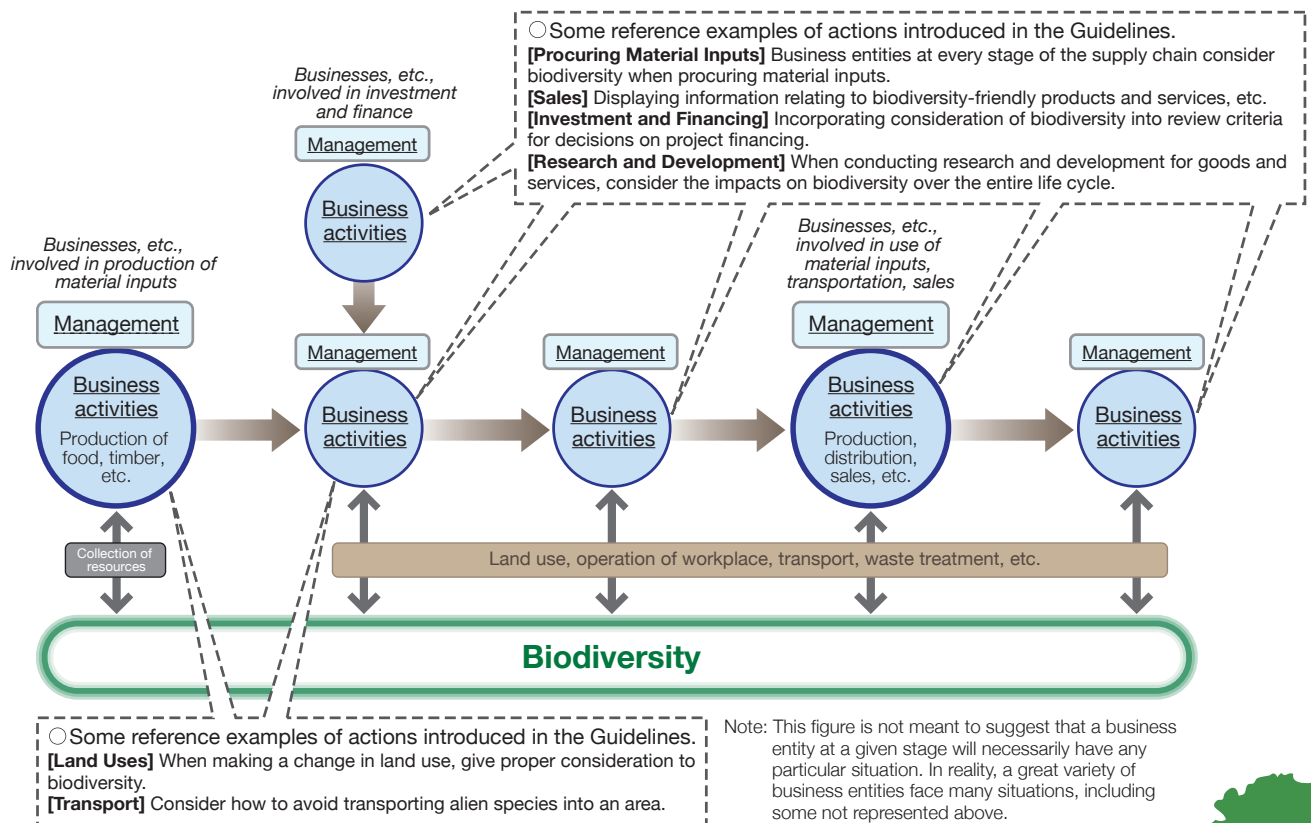 ○Some reference examples of actions introduced in the Guidelines.
[Procuring Material Inputs] Business entities at every stage of the supply chain consider
biodiversity when procuring material inputs.
[Sales] Displaying information relating to biodiversity-friendly products and services, etc.
[Investment and Financing] Incorporating consideration of biodiversity into review criteria
for decisions on project financing.
[Research and Development] When conducting research and development for goods and
services, consider the impacts on biodiversity over the entire life cycle.
Businesses, etc.,
involved in investment
and finance
Management
Business
activities
Businesses, etc.,
involved in production of
material inputs
Management
Business
activities
Production of
food, timber,
etc.
Management
Business
activities
Management
Business
activities
Businesses, etc.,
involved in use of
material inputs,
transportation, sales
Management
Business
activities
Production,
distribution,
sales, etc.
Management
Business
activities
Collection of
resources
Land use, operation of workplace, transport, waste treatment, etc.
Biodiversity
○Some reference examples of actions introduced in the Guidelines.
[Land Uses] When making a change in land use, give proper consideration to
biodiversity.
[Transport] Consider how to avoid transporting alien species into an area.
Note: This figure is not meant to suggest that a business
entity at a given stage will necessarily have any
particular situation. In reality, a great variety of
business entities face many situations, including
some not represented above.